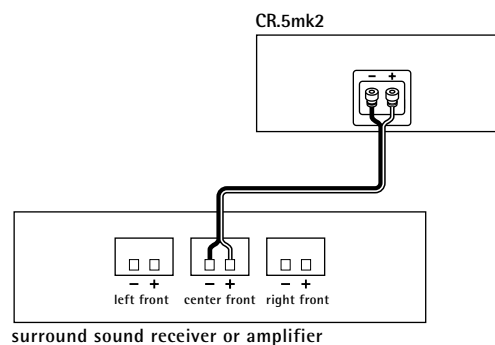 CR.5mk2
– +
– + – + – +
left front center front right front
surround sound receiver or amplifier